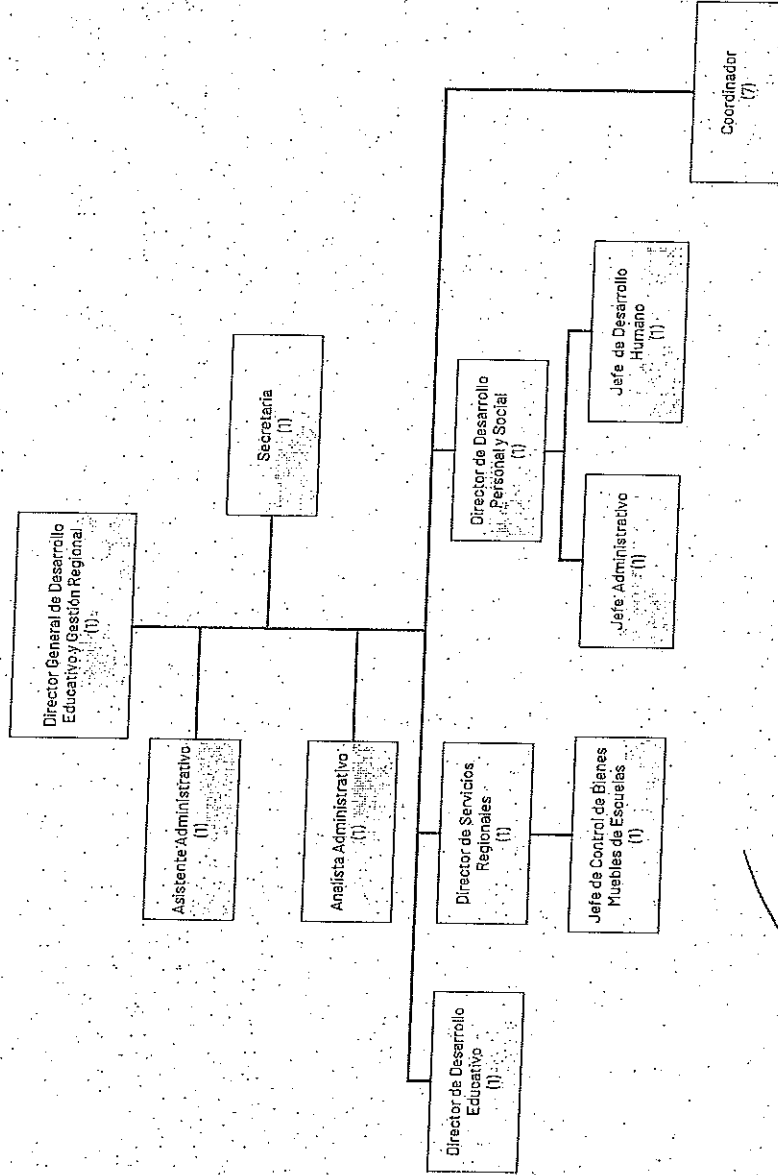 Director General de Desarrollo
Educativo y Gestión Regional
(1)
Asistente Administrativo
(1)
Secretaria
(1)
Analista Administrativo
(1)
Director de Desarrollo
Educativo
(1)
Director de Servicios
Regionales
(1)
Director de Desarrollo
Personal y Social
(1)
Coordinador
(7)
Jefe de Control de Bienes
Muebles de Escuelas
(1)
Jefe Administrativo
(1)
Jefe de Desarrollo
Humano
(1)